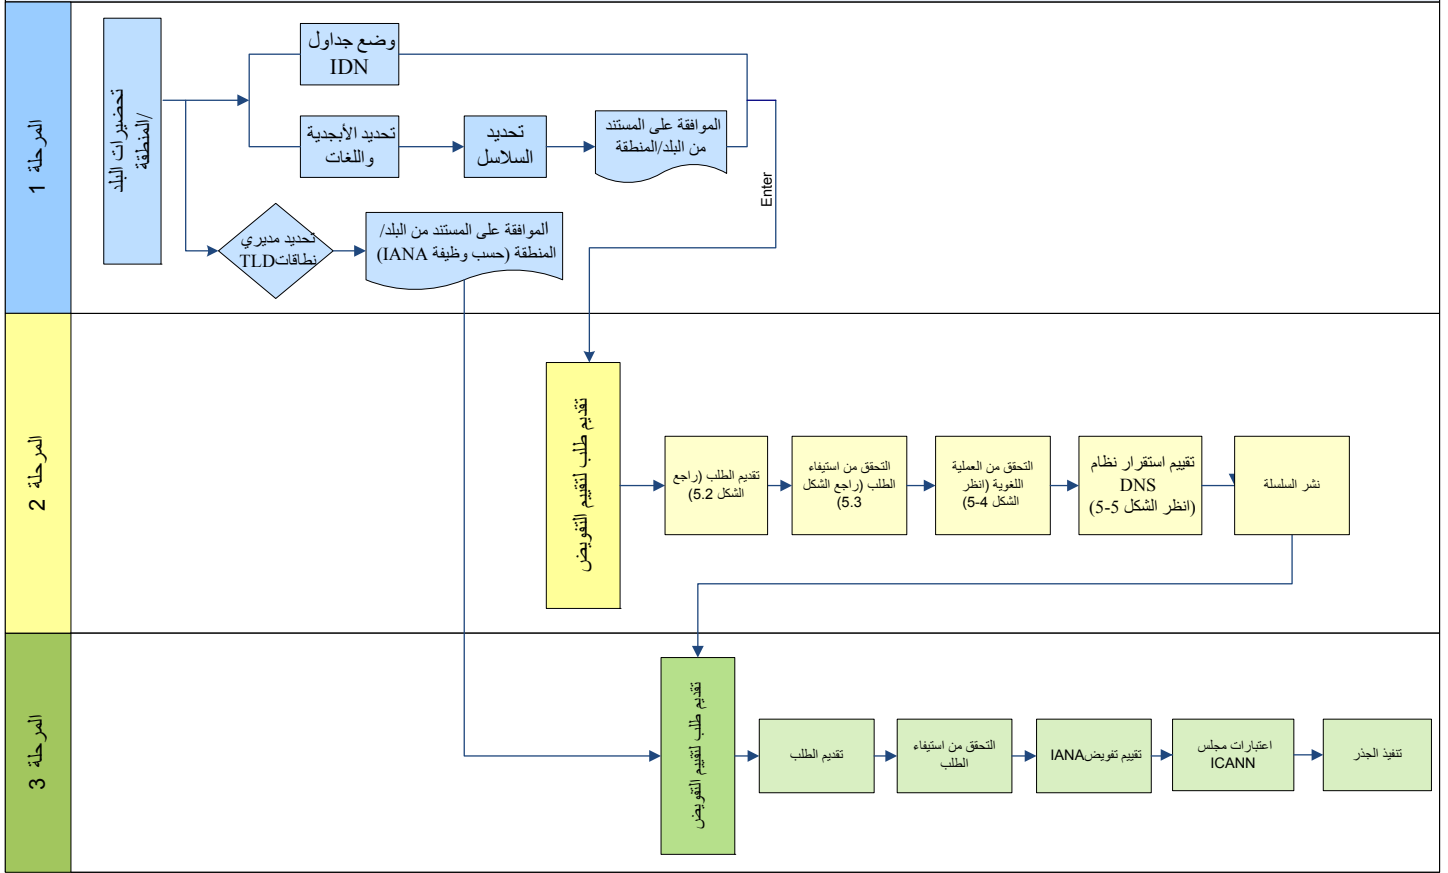 المرحلة 1
تحضيرات البلد
/المنطقة
وضع جداول
IDN
تحديد الأبجدية
واللغات
تحديد
السلاسل
الموافقة على المستند
من البلد/المنطقة
Enter
تحديد مديري
نطاقاتTLD
الموافقة على المستند من البلد/
المنطقة (حسب وظيفة IANA)
المرحلة 2
تقديم طلب لتقييم التفويض
تقديم الطلب (راجع
الشكل 5.2)
التحقق من استيفاء
الطلب (راجع الشكل
5.3)
التحقق من العملية
اللغوية (انظر
الشكل 4-5)
تقييم استقرار نظام
DNS
(انظر الشكل 5-5)
نشر السلسلة
المرحلة 3
تقديم طلب لتقييم التفويض
تقديم الطلب
التحقق من استيفاء
الطلب
تقييم تفويضIANA
اعتبارات مجلس
ICANN
تنفيذ الجذر